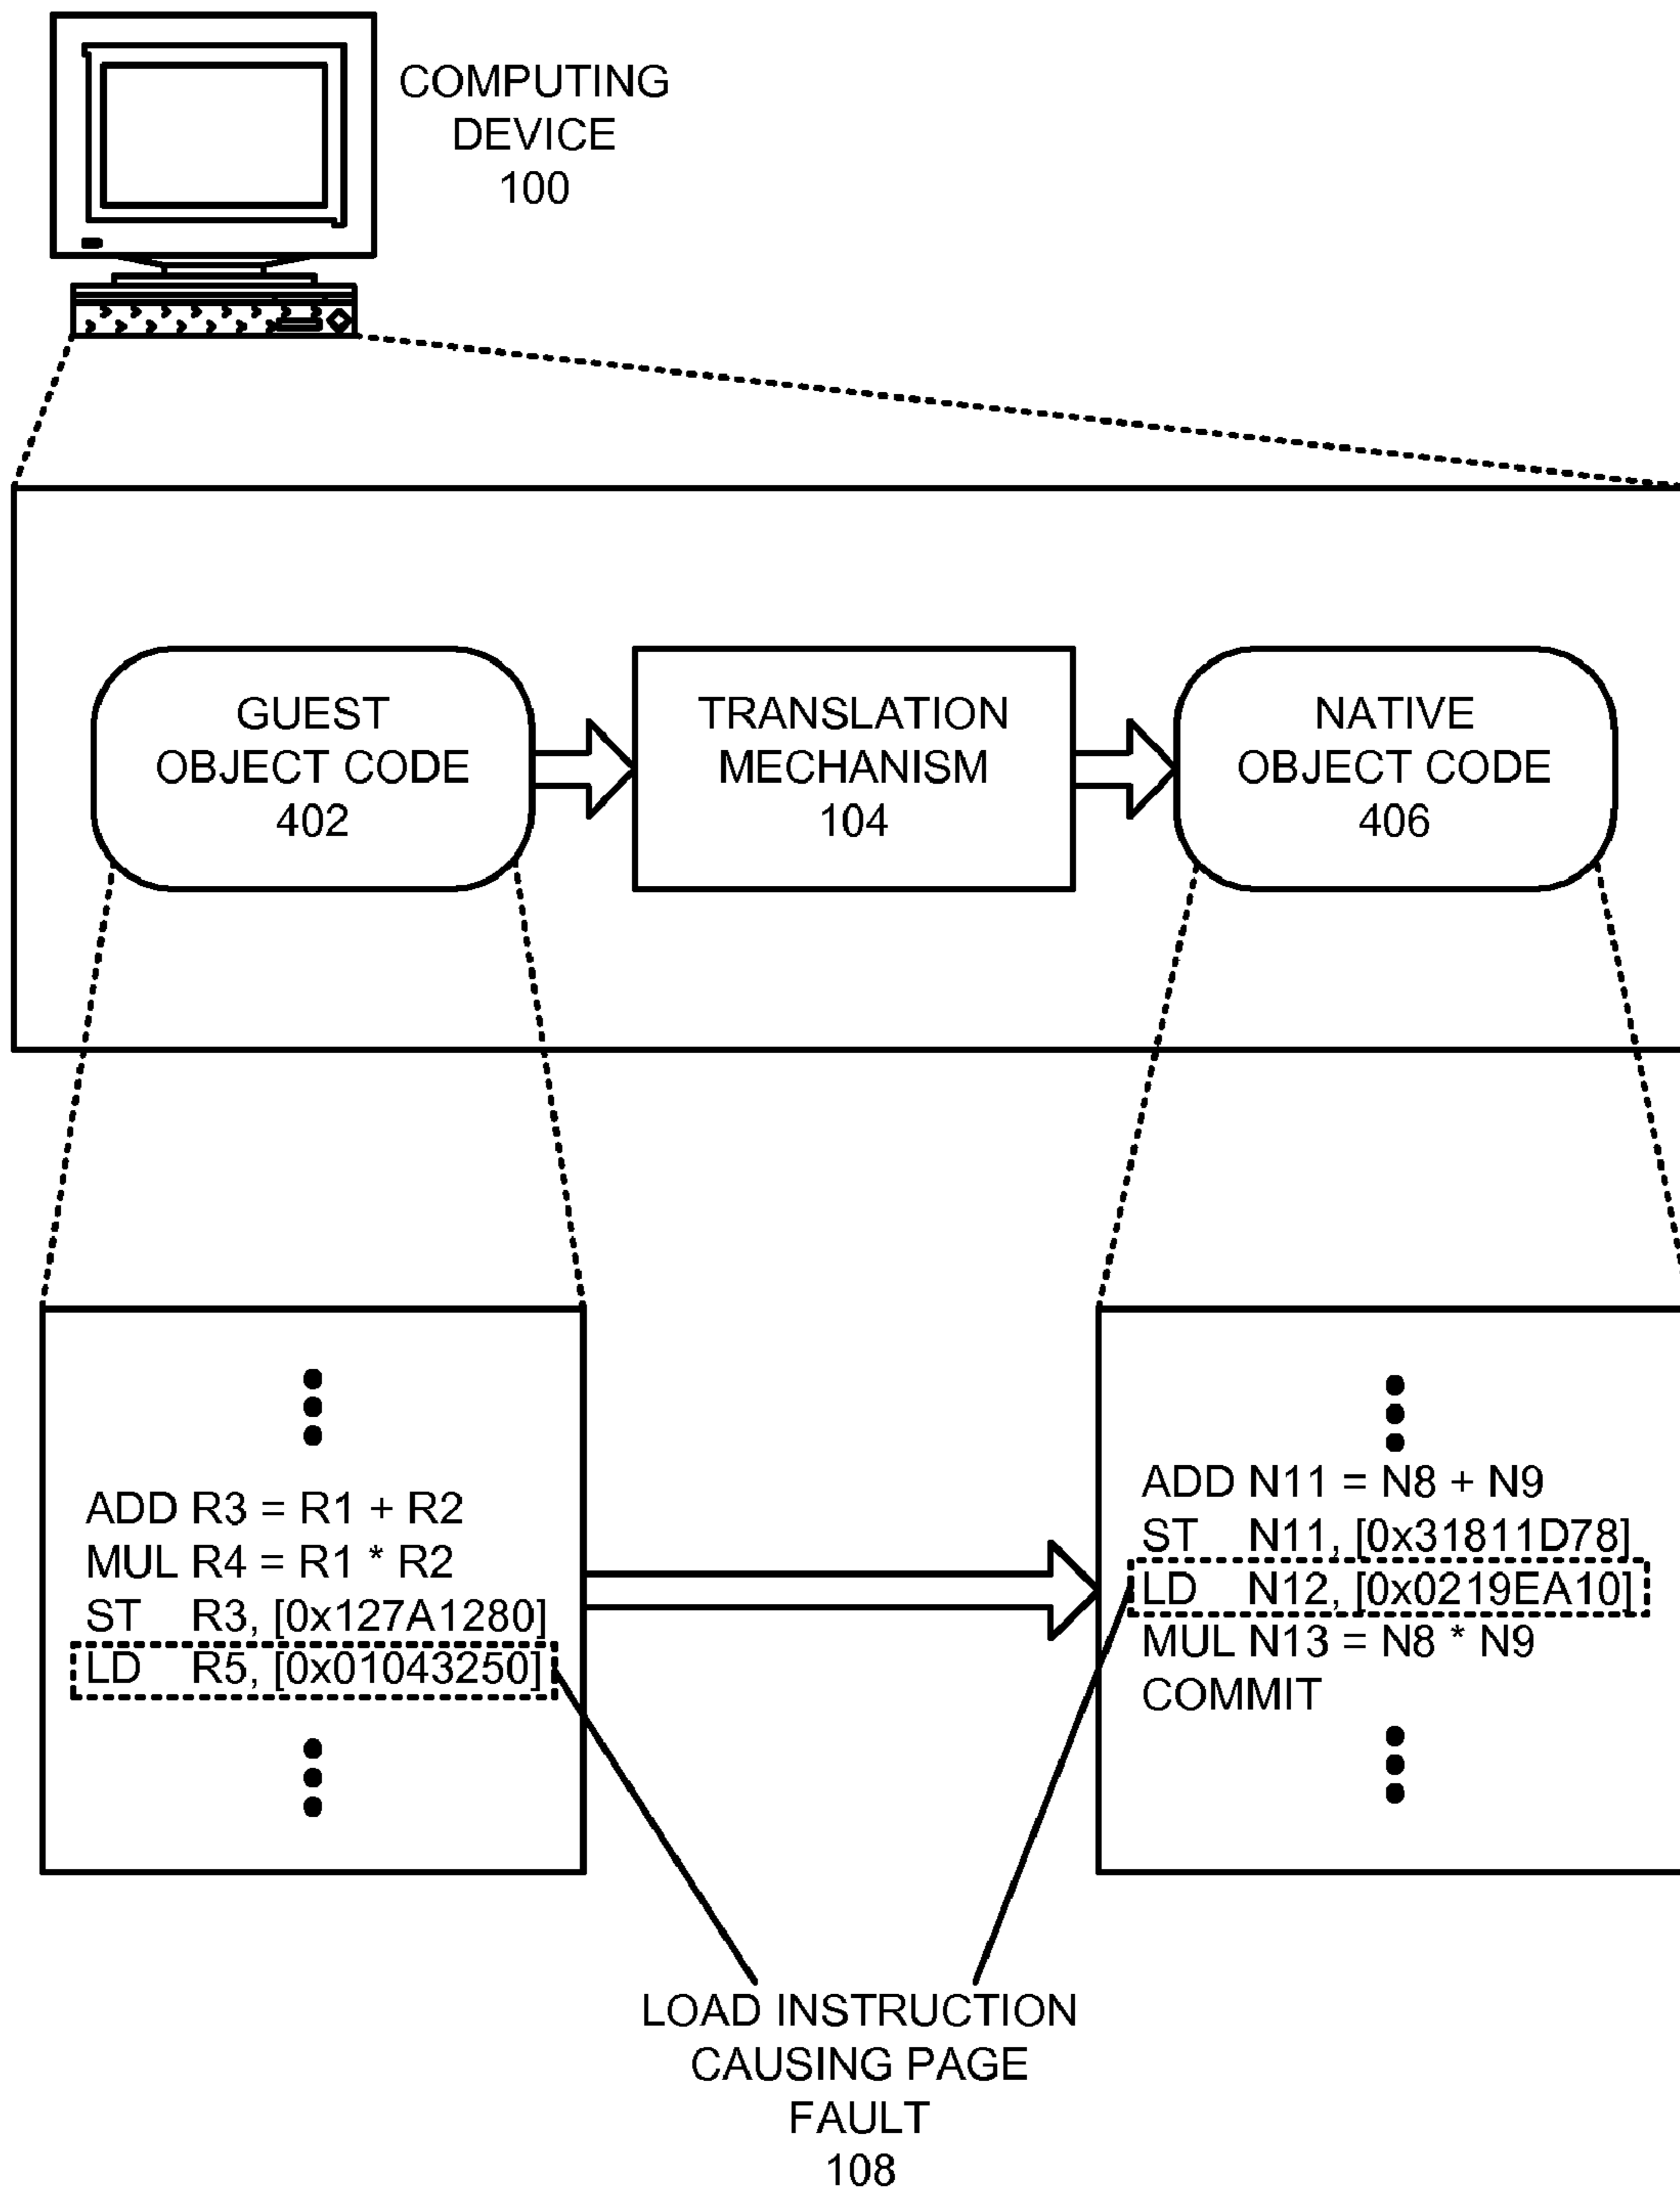 COMPUTING
DEVICE
100
GUEST
OBJECT CODE
402
TRANSLATION
MECHANISM
104
NATIVE
OBJECT CODE
406
ADD R3 = R1 + R2
MUL R4 = R1 * R2
ST R3, [0x127A1280]
LD R5, [0x01043250]
ADD N11 = N8 + N9
ST N11, [0x31811D78]
LD N12, [0x0219EA10]
MUL N13 = N8 * N9
COMMIT
LOAD INSTRUCTION
CAUSING PAGE
FAULT
108